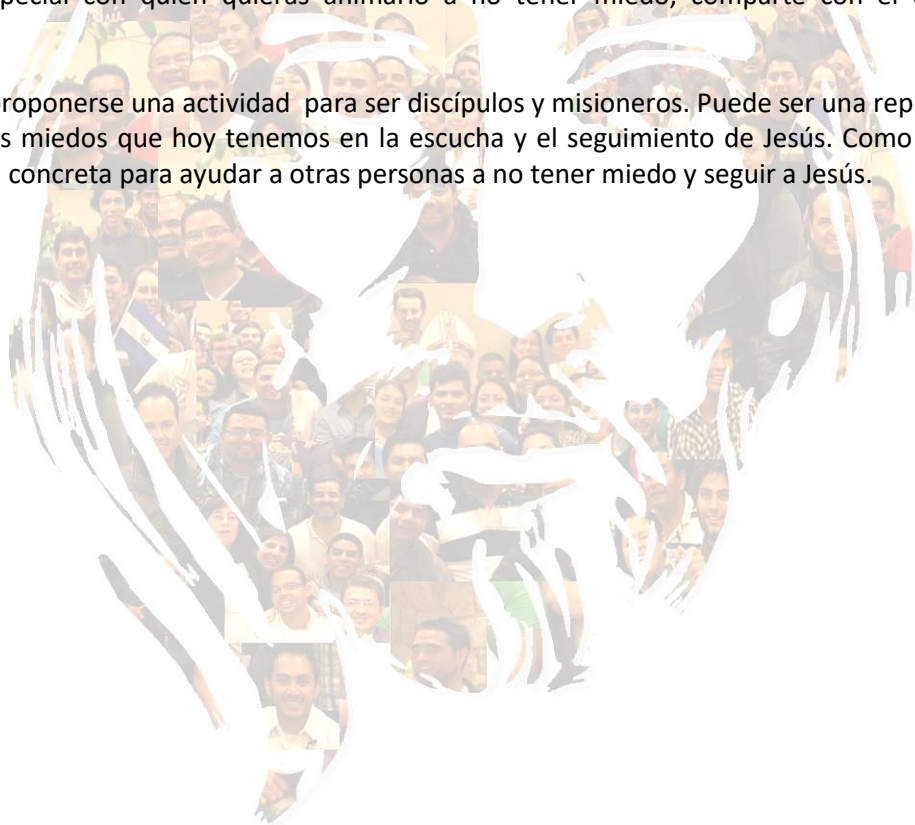 pecial con quien quieras animarlo a no tener miedo, comparte con el
roponerse una actividad para ser discípulos y misioneros. Puede ser una rep
s miedos que hoy tenemos en la escucha y el seguimiento de Jesús. Como
concreta para ayudar a otras personas a no tener miedo y seguir a Jesús.